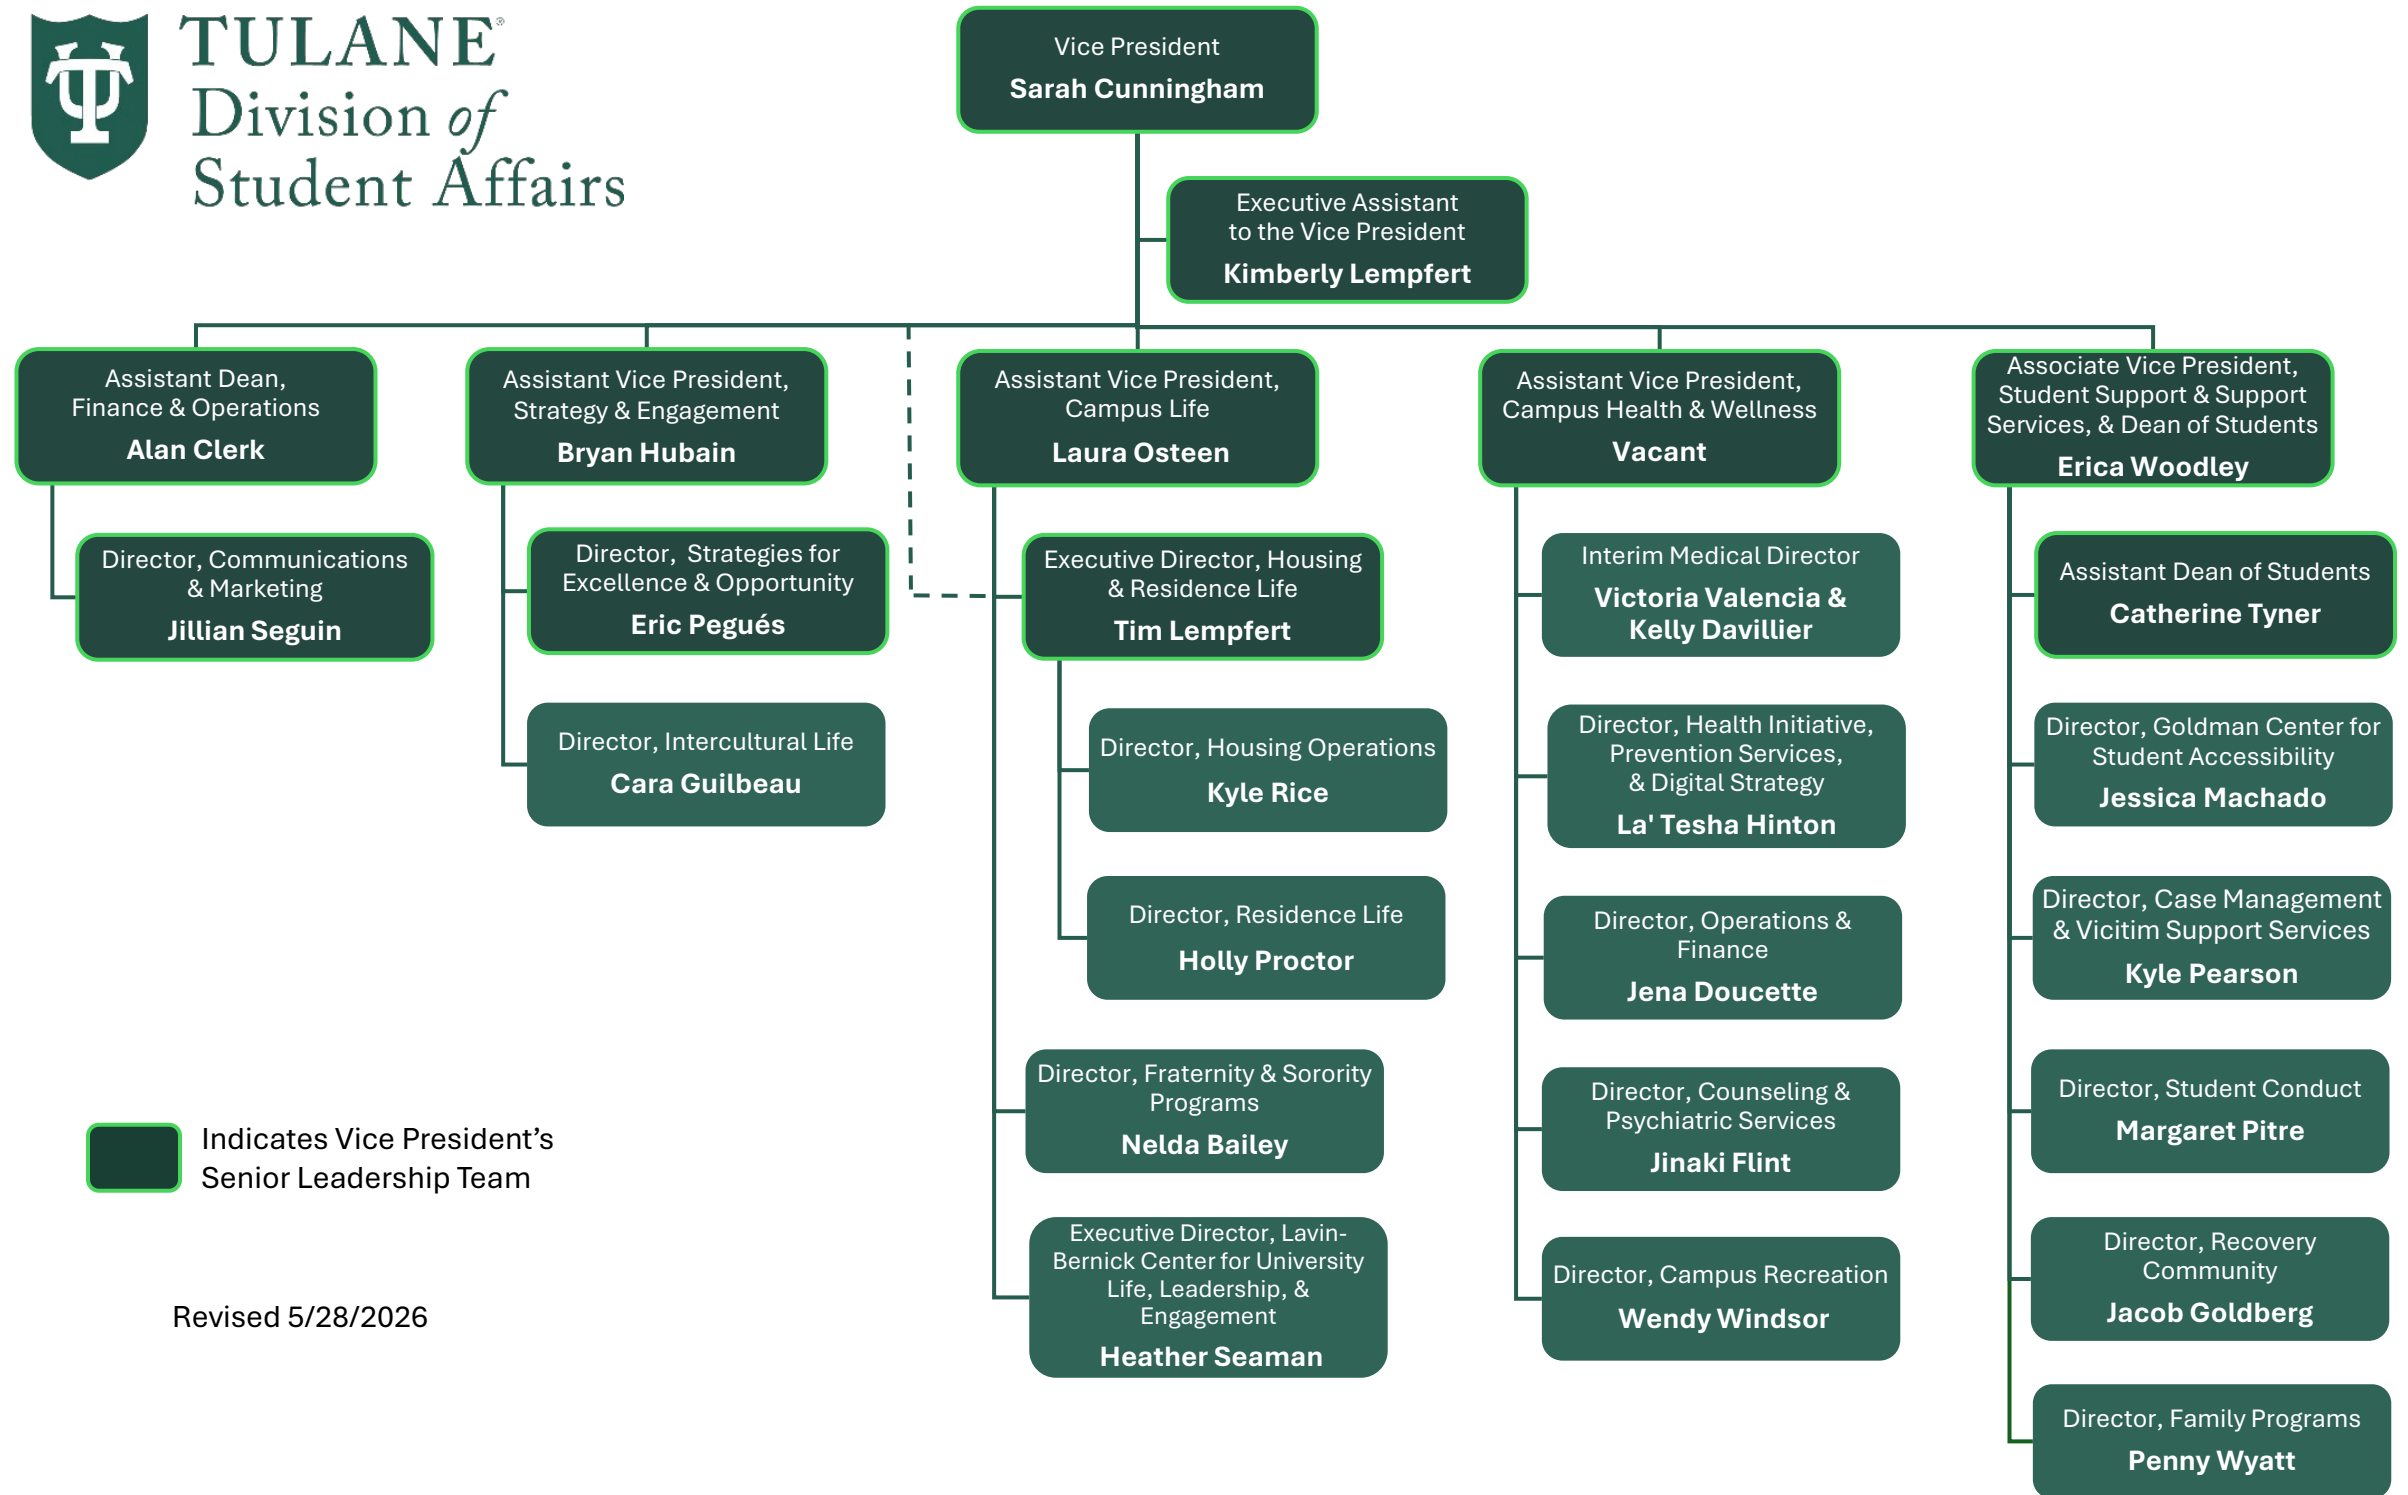 TULANE®
Division of
Student Affairs
Vice President
Sarah Cunningham
Executive Assistant
to the Vice President
Kimberly Lempfert
Assistant Dean,
Finance & Operations
Alan Clerk
Director, Communications
& Marketing
Jillian Seguin
Assistant Vice President,
Strategy & Engagement
Bryan Hubain
Director, Strategies for
Excellence & Opportunity
Eric Pegués
Director, Intercultural Life
Cara Guilbeau
Assistant Vice President,
Campus Life
Laura Osteen
Executive Director, Housing
& Residence Life
Tim Lempfert
Director, Housing Operations
Kyle Rice
Director, Residence Life
Holly Proctor
Director, Fraternity & Sorority
Programs
Nelda Bailey
Executive Director, Lavin-
Bernick Center for University
Life, Leadership, &
Engagement
Heather Seaman
Assistant Vice President,
Campus Health & Wellness
Vacant
Interim Medical Director
Victoria Valencia &
Kelly Davillier
Director, Health Initiative,
Prevention Services,
& Digital Strategy
La' Tesha Hinton
Director, Operations &
Finance
Jena Doucette
Director, Counseling &
Psychiatric Services
Jinaki Flint
Director, Campus Recreation
Wendy Windsor
Associate Vice President,
Student Support & Support
Services, & Dean of Students
Erica Woodley
Assistant Dean of Students
Catherine Tyner
Director, Goldman Center for
Student Accessibility
Jessica Machado
Director, Case Management
& Vicitim Support Services
Kyle Pearson
Director, Student Conduct
Margaret Pitre
Director, Recovery
Community
Jacob Goldberg
Director, Family Programs
Penny Wyatt
Indicates Vice President’s
Senior Leadership Team
Revised 5/28/2026